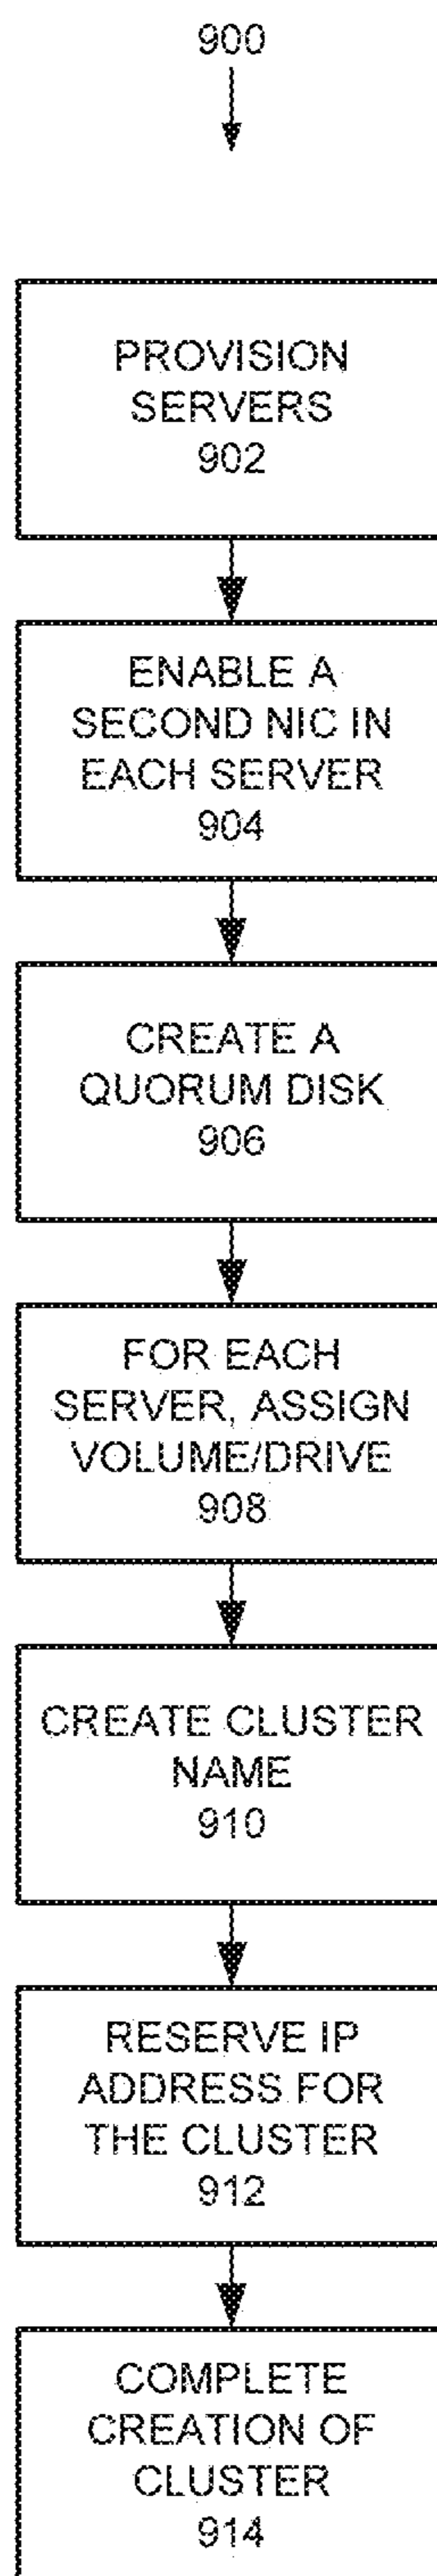 900
PROVISION
SERVERS
902
ENABLE A
SECOND NIC IN
EACH SERVER
904
CREATE A
QUORUM DISK
906
FOR EACH
SERVER, ASSIGN
VOLUME/DRIVE
908
CREATE CLUSTER
NAME
910
RESERVE IP
ADDRESS FOR
THE CLUSTER
912
COMPLETE
CREATION OF
CLUSTER
914